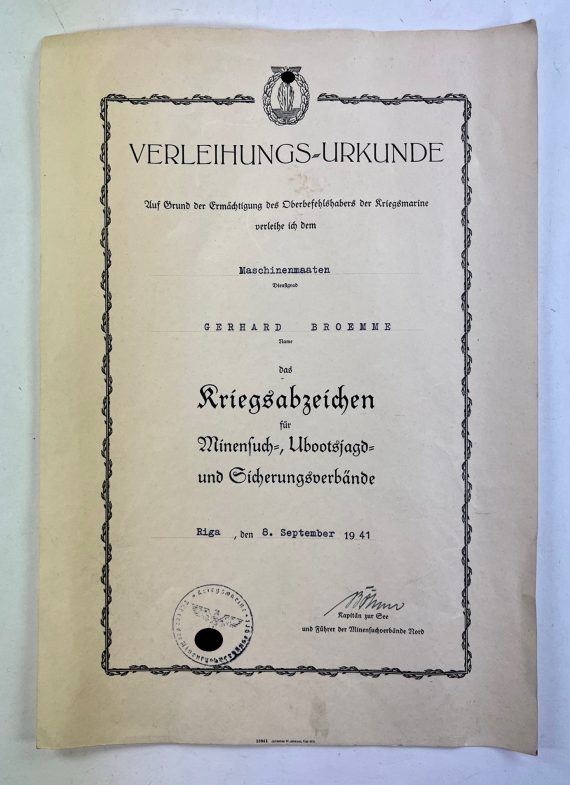 VERLEIHUNGS-URKUNDE
Auf Grund der Ermächtigung des Oberbefehlshabers der Kriegsmarine
verleihe ich dem
Maschinenmaaten
Dienstgrad
GERHARD BROEMME
Name
das
Kriegsabzeichen
für
Minensuch-, Ubootsjagd-
und Sicherungsverbände
Riga, den 8. September 1941
Böhmer
Kapitän zur See
und Führer der Minensuchverbände Nord
Kriegsmarine